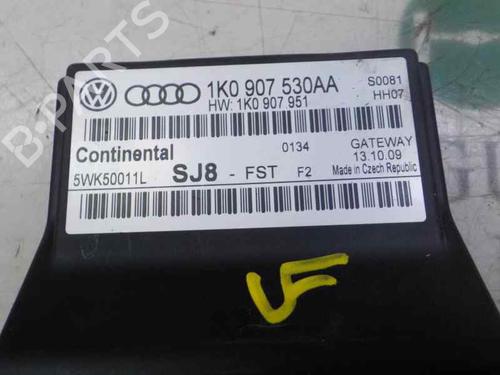 1K0 907 530AA S0081
HW: 1K0 907 951 HH07
Continental 0134 GATEWAY
13.10.09
5WK50011L SJ8 - FST F2 Made in Czech Republic
B-PARTS